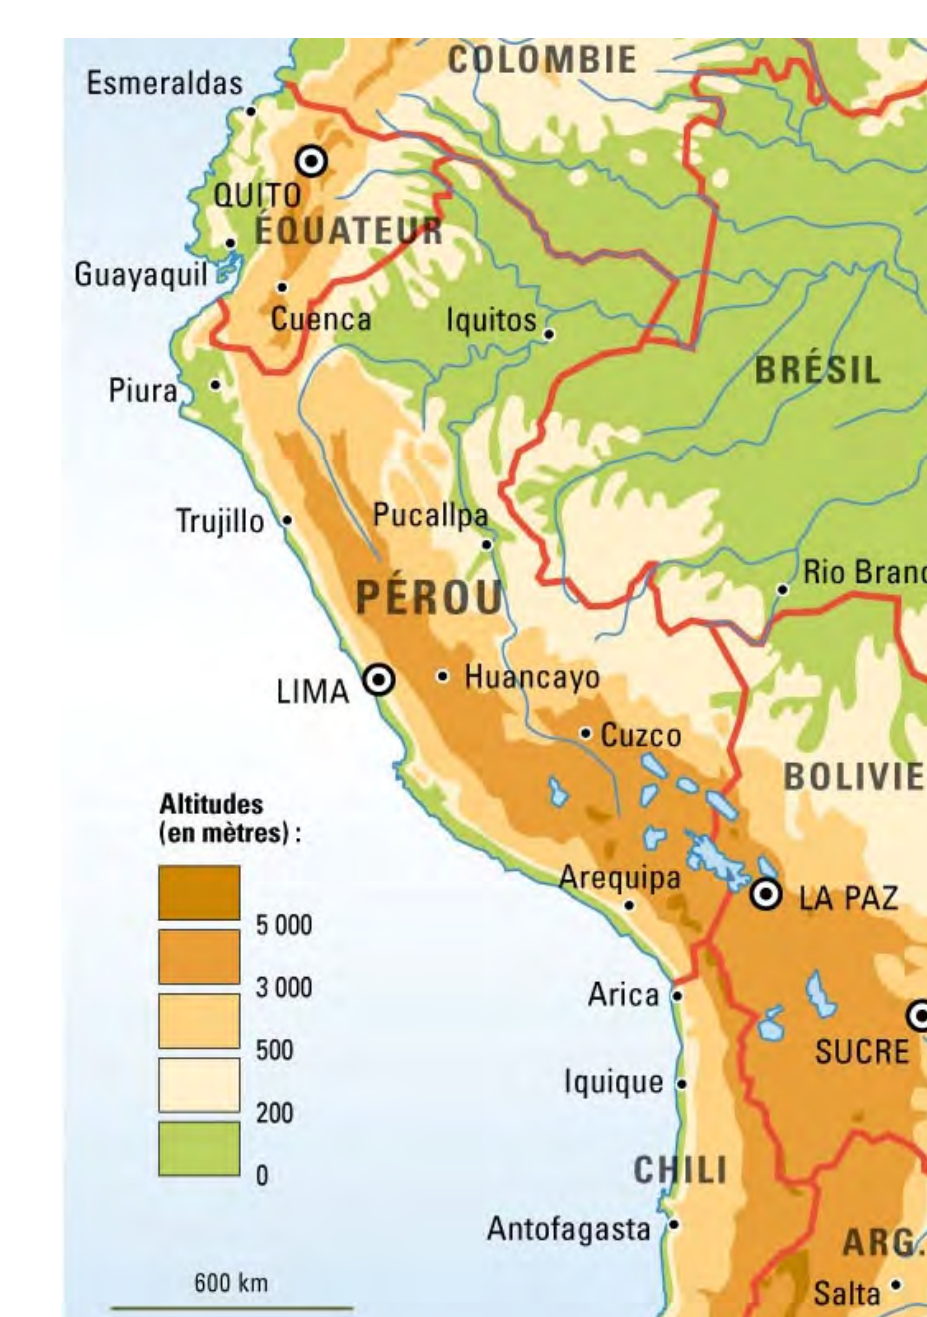 COLOMBIE
Esmeraldas
QUITO
ÉQUATEUR
Guayaquil
Cuenca
Iquitos
BRÉSIL
Piura
Trujillo
Pucallpa
Rio Branc
PÉROU
LIMA
Huancayo
Cuzco
BOLIVIE
Altitudes
(en mètres) :
5 000
3 000
500
200
0
Arequipa
LA PAZ
Arica
SUCRE
Iquique
CHILI
Antofagasta
ARG.
Salta
600 km